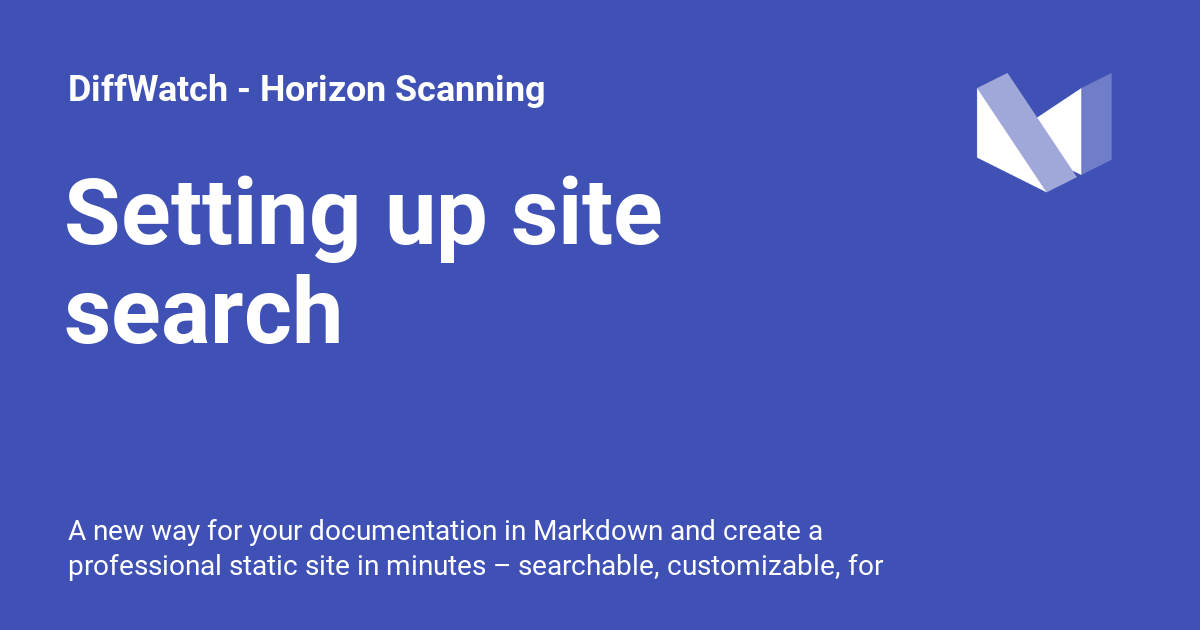 DiffWatch - Horizon Scanning
Setting up site
search
A new way for your documentation in Markdown and create a
professional static site in minutes – searchable, customizable, for